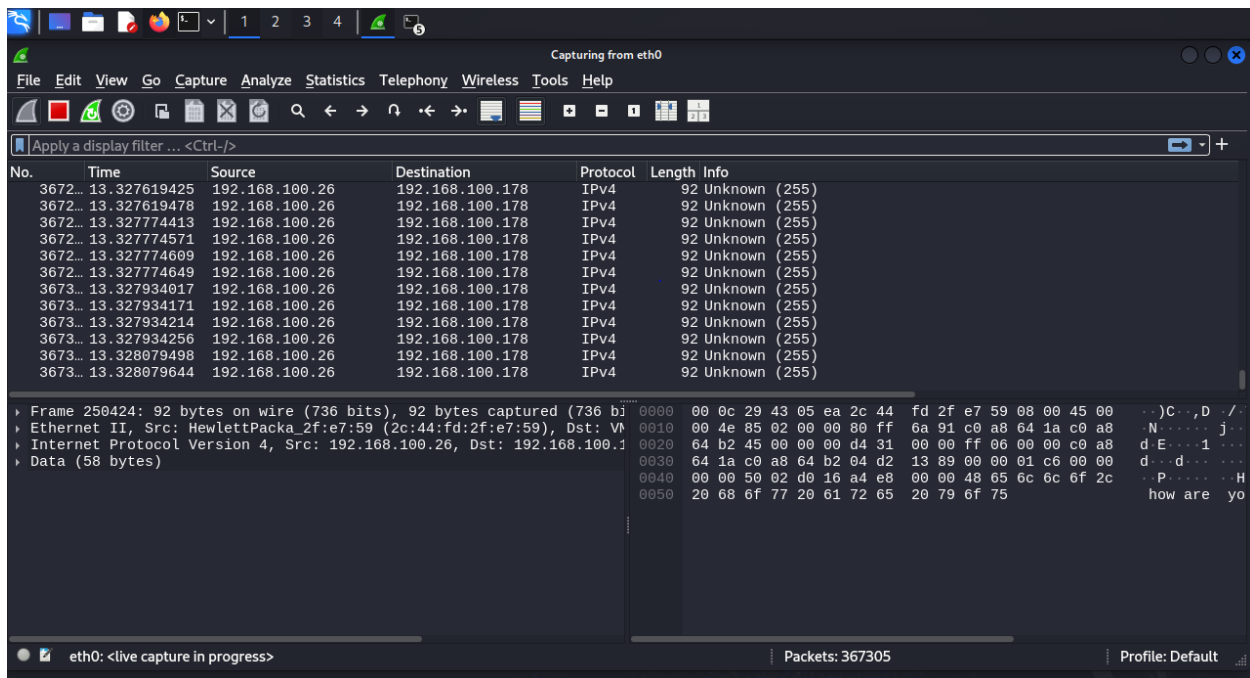 1 2 3 4
Capturing from eth0
File Edit View Go Capture Analyze Statistics Telephony Wireless Tools Help
Apply a display filter … <Ctrl-/>
No. Time Source Destination Protocol Length Info
3672… 13.327619425 192.168.100.26 192.168.100.178 IPv4 92 Unknown (255)
3672… 13.327619478 192.168.100.26 192.168.100.178 IPv4 92 Unknown (255)
3672… 13.327774413 192.168.100.26 192.168.100.178 IPv4 92 Unknown (255)
3672… 13.327774571 192.168.100.26 192.168.100.178 IPv4 92 Unknown (255)
3672… 13.327774609 192.168.100.26 192.168.100.178 IPv4 92 Unknown (255)
3672… 13.327774649 192.168.100.26 192.168.100.178 IPv4 92 Unknown (255)
3673… 13.327934017 192.168.100.26 192.168.100.178 IPv4 92 Unknown (255)
3673… 13.327934171 192.168.100.26 192.168.100.178 IPv4 92 Unknown (255)
3673… 13.327934214 192.168.100.26 192.168.100.178 IPv4 92 Unknown (255)
3673… 13.327934256 192.168.100.26 192.168.100.178 IPv4 92 Unknown (255)
3673… 13.328079498 192.168.100.26 192.168.100.178 IPv4 92 Unknown (255)
3673… 13.328079644 192.168.100.26 192.168.100.178 IPv4 92 Unknown (255)
Frame 250424: 92 bytes on wire (736 bits), 92 bytes captured (736 bi
Ethernet II, Src: HewlettPacka_2f:e7:59 (2c:44:fd:2f:e7:59), Dst: VM
Internet Protocol Version 4, Src: 192.168.100.26, Dst: 192.168.100.1
Data (58 bytes)
0000 00 0c 29 43 05 ea 2c 44 fd 2f e7 59 08 00 45 00 ··)C··,D ·/·
0010 00 4e 85 02 00 00 80 ff 6a 91 c0 a8 64 1a c0 a8 ·N······ j··
0020 64 b2 45 00 00 00 d4 31 00 00 ff 06 00 00 c0 a8 d·E····1 ···
0030 64 1a c0 a8 64 b2 04 d2 13 89 00 00 01 c6 00 00 d···d··· ···
0040 00 00 50 02 d0 16 a4 e8 00 00 48 65 6c 6c 6f 2c ··P····· ··H
0050 20 68 6f 77 20 61 72 65 20 79 6f 75 how are yo
eth0: <live capture in progress> Packets: 367305 Profile: Default